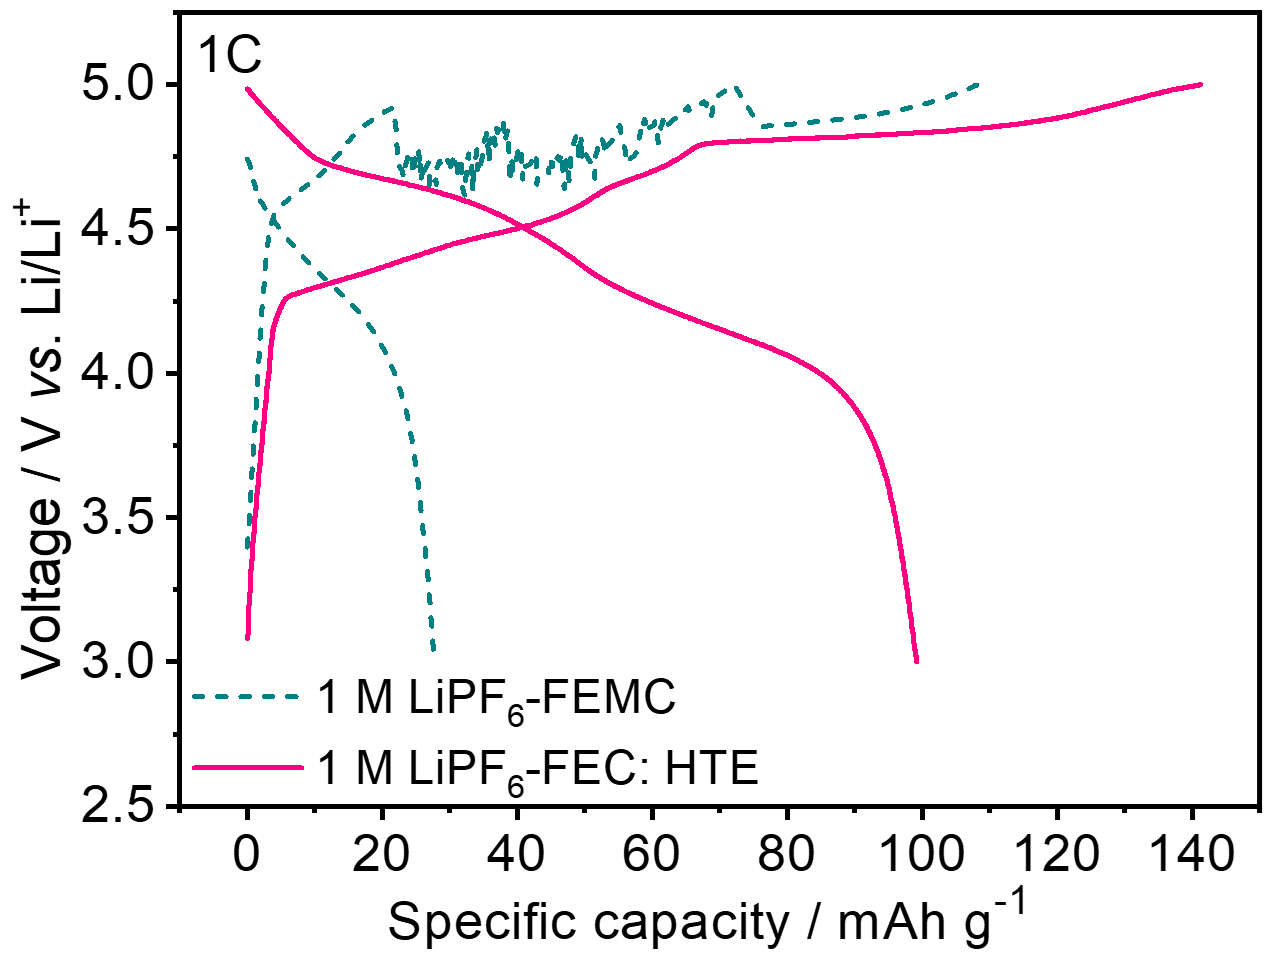 1C
5.0
4.5
4.0
3.5
3.0
2.5
Voltage / V vs. Li/Li⁺
1 M LiPF₆-FEMC
1 M LiPF₆-FEC: HTE
0 20 40 60 80 100 120 140
Specific capacity / mAh g⁻¹